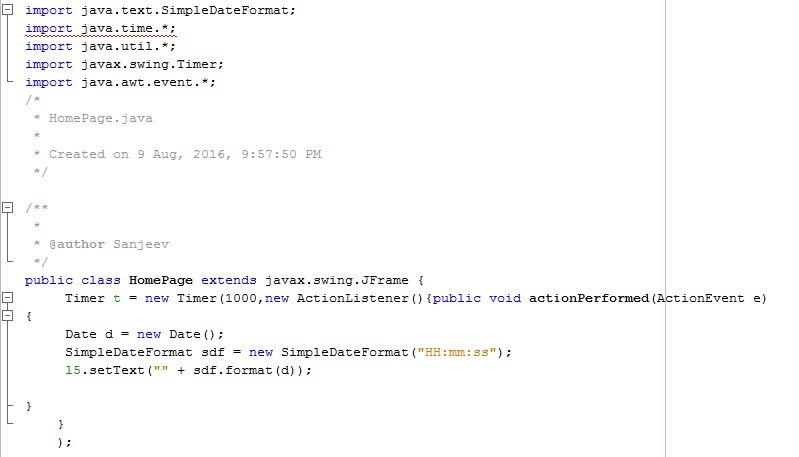 import java.text.SimpleDateFormat;
import java.time.*;
import java.util.*;
import javax.swing.Timer;
import java.awt.event.*;
/*
 * HomePage.java
 *
 * Created on 9 Aug, 2016, 9:57:50 PM
 */

/**
 *
 * @author Sanjeev
 */
public class HomePage extends javax.swing.JFrame {
     Timer t = new Timer(1000,new ActionListener(){public void actionPerformed(ActionEvent e)
{
     Date d = new Date();
     SimpleDateFormat sdf = new SimpleDateFormat("HH:mm:ss");
     l5.setText("" + sdf.format(d));

}
    }
    );